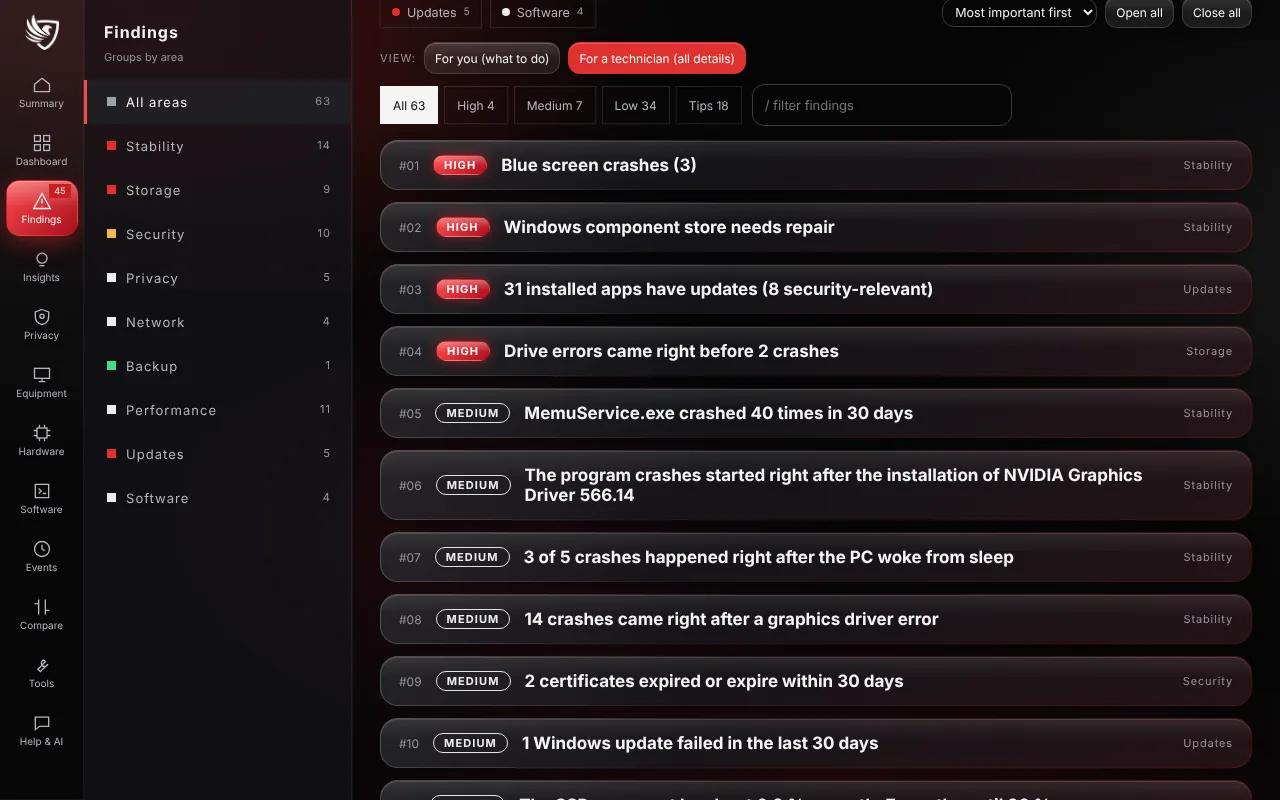 Findings
Groups by area
Summary
Dashboard
45
Findings
Insights
Privacy
Equipment
Hardware
Software
Events
Compare
Tools
Help & AI
All areas 63
Stability 14
Storage 9
Security 10
Privacy 5
Network 4
Backup 1
Performance 11
Updates 5
Software 4
Updates 5 Software 4 Most important first Open all Close all
VIEW: For you (what to do) For a technician (all details)
All 63 High 4 Medium 7 Low 34 Tips 18 / filter findings
#01 HIGH Blue screen crashes (3) Stability
#02 HIGH Windows component store needs repair Stability
#03 HIGH 31 installed apps have updates (8 security-relevant) Updates
#04 HIGH Drive errors came right before 2 crashes Storage
#05 MEDIUM MemuService.exe crashed 40 times in 30 days Stability
#06 MEDIUM The program crashes started right after the installation of NVIDIA Graphics
Driver 566.14 Stability
#07 MEDIUM 3 of 5 crashes happened right after the PC woke from sleep Stability
#08 MEDIUM 14 crashes came right after a graphics driver error Stability
#09 MEDIUM 2 certificates expired or expire within 30 days Security
#10 MEDIUM 1 Windows update failed in the last 30 days Updates